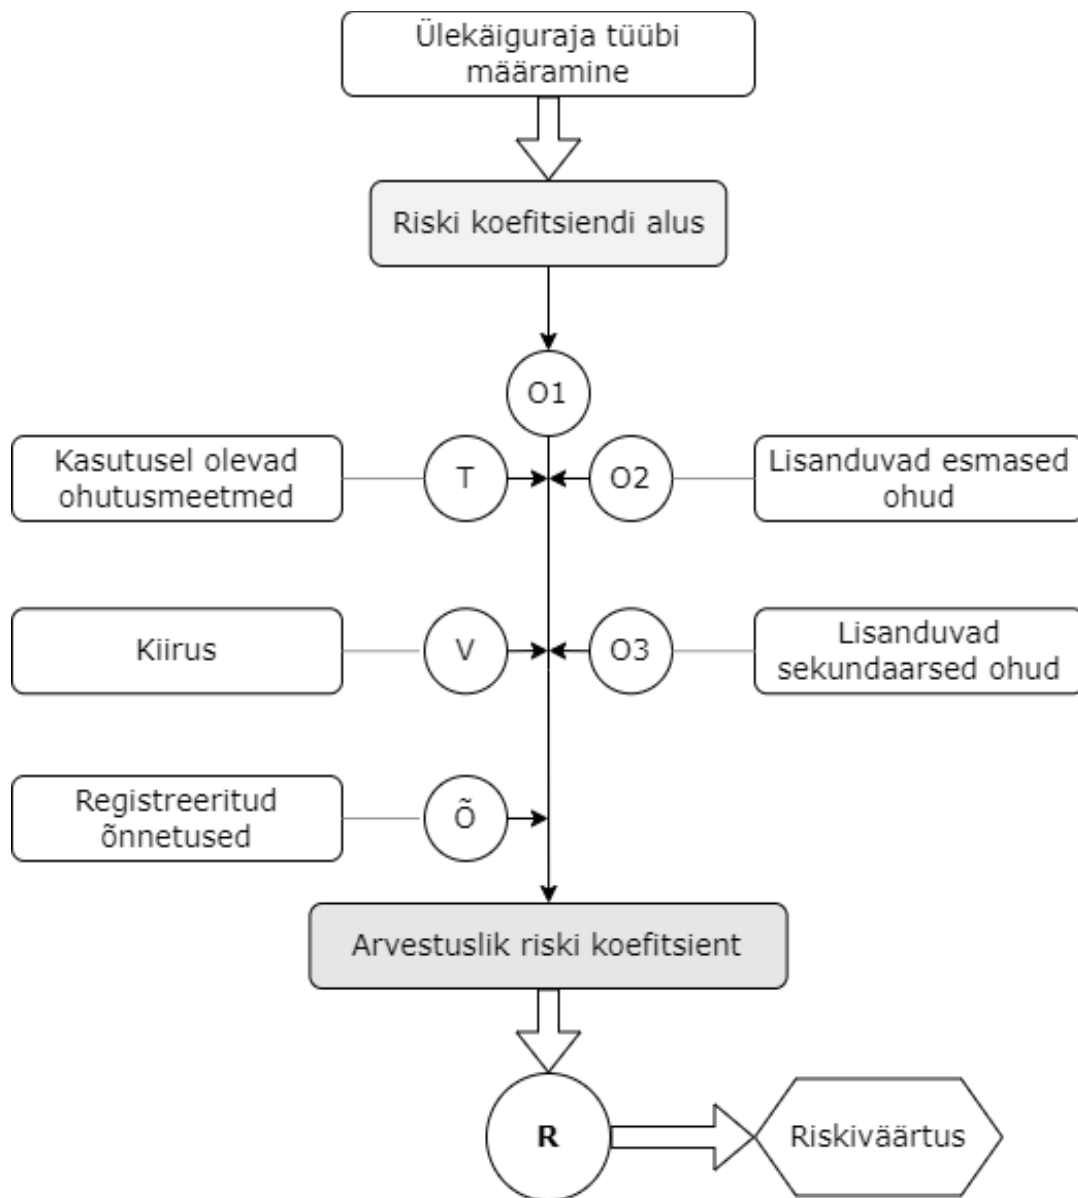 Ülekäiguraja tüübi
määramine
Riski koefitsiendi alus
O1
Kasutusel olevad
ohutusmeetmed
T
O2
Lisanduvad esmased
ohud
Kiirus
V
O3
Lisanduvad
sekundaarsed ohud
Registreeritud
õnnetused
Õ
Arvestuslik riski koefitsient
R
Riskiväärtus